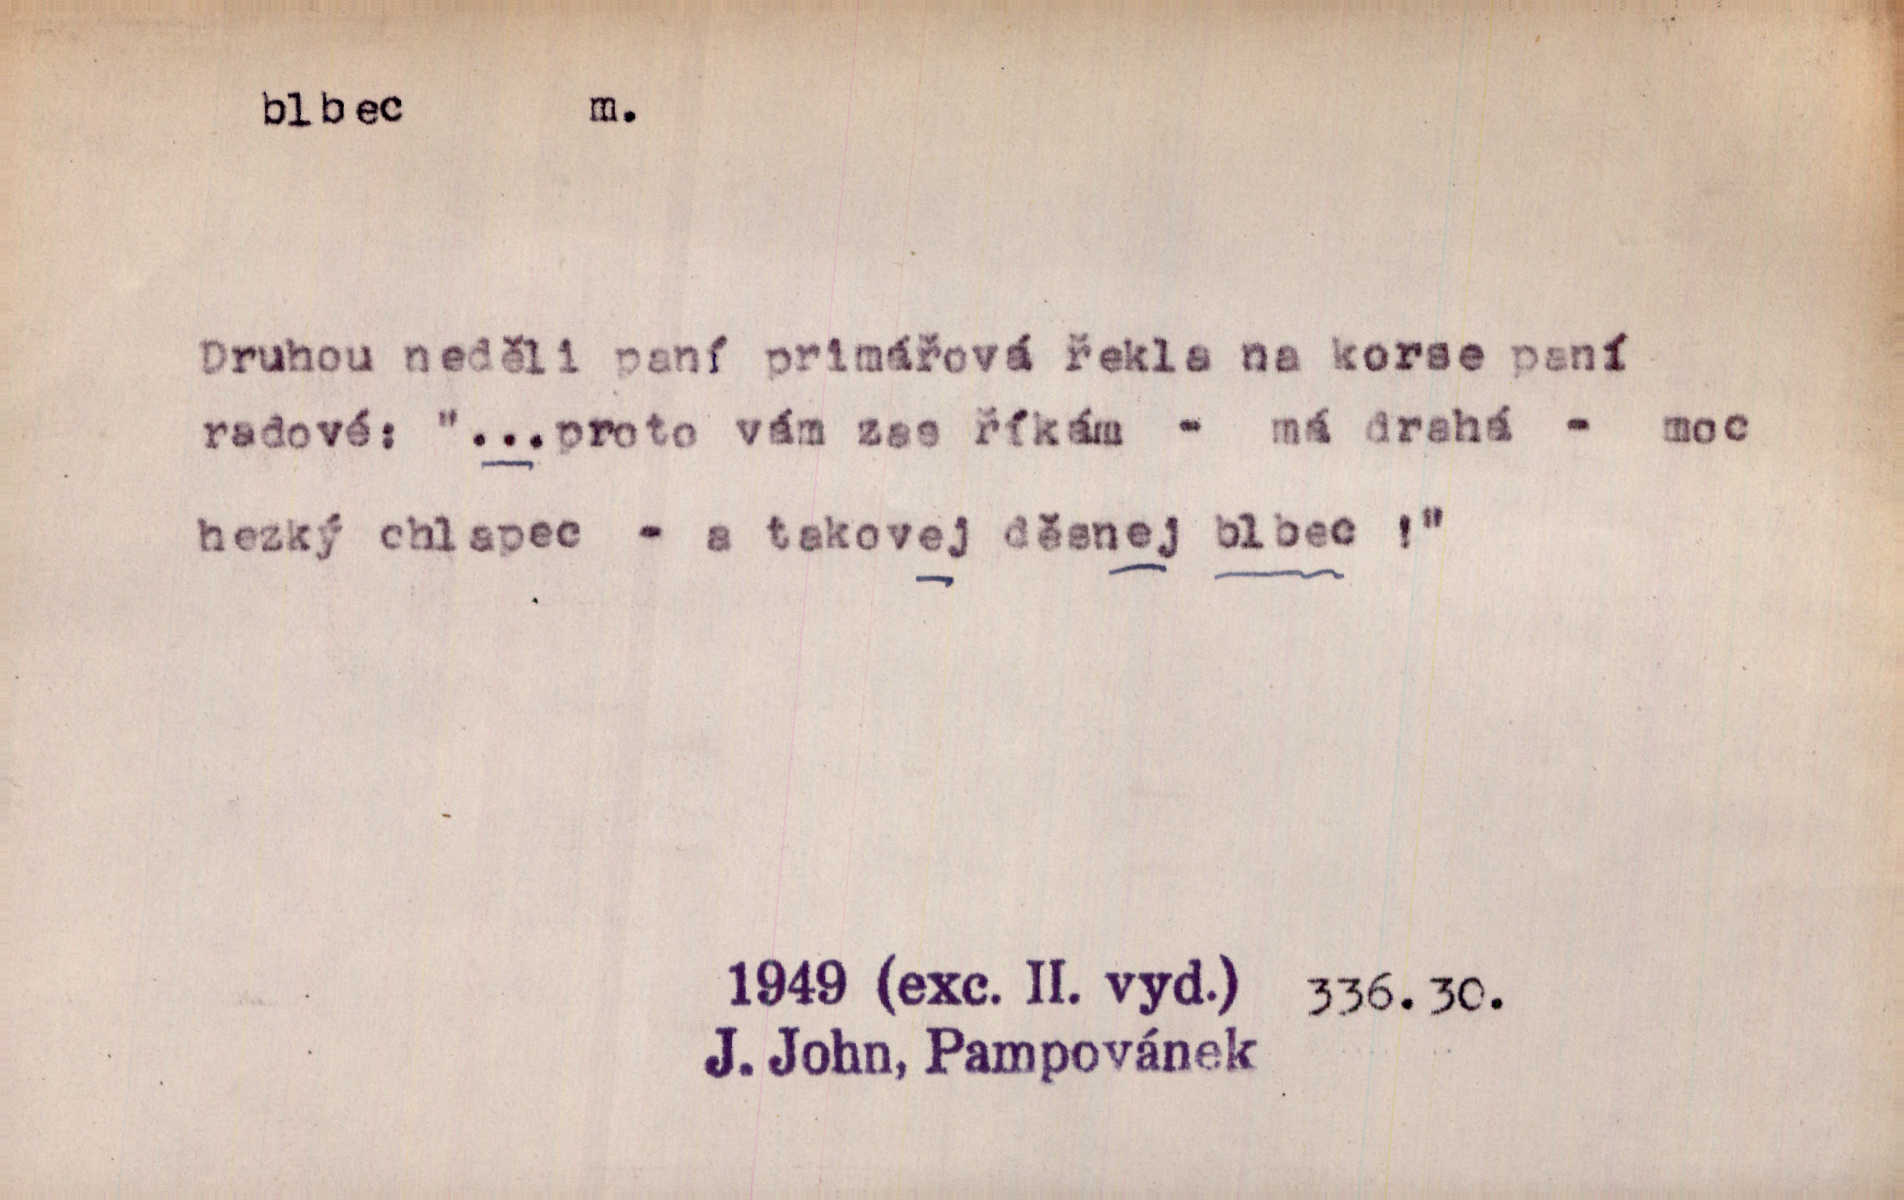 blbec m.
Druhou neděli paní primářová řekla na korse paní
radové: "...proto vám zas říkám - má drahá - moc
hezký chlapec - a takovej děsnej blbec !"
1949 (exc. II. vyd.) 336.30.
J. John, Pampovánek